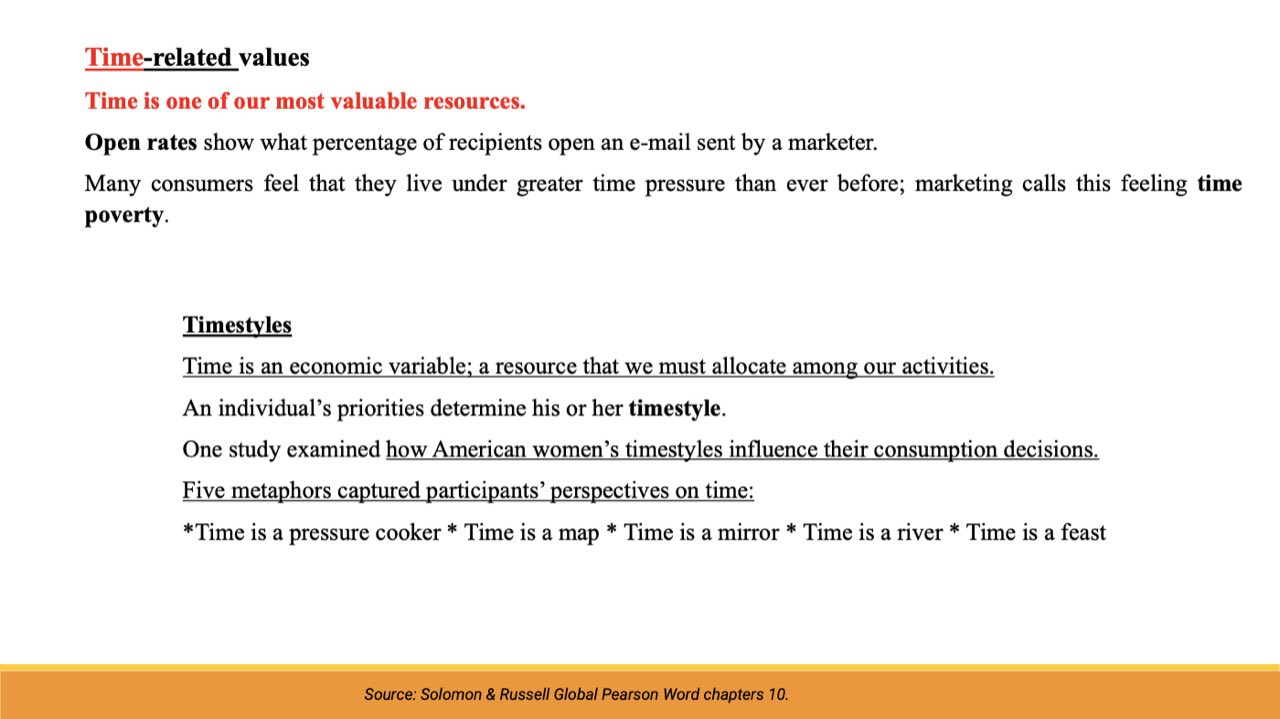 Time-related values
Time is one of our most valuable resources.
Open rates show what percentage of recipients open an e-mail sent by a marketer.
Many consumers feel that they live under greater time pressure than ever before; marketing calls this feeling time
poverty.
Timestyles
Time is an economic variable; a resource that we must allocate among our activities.
An individual’s priorities determine his or her timestyle.
One study examined how American women’s timestyles influence their consumption decisions.
Five metaphors captured participants’ perspectives on time:
*Time is a pressure cooker * Time is a map * Time is a mirror * Time is a river * Time is a feast
Source: Solomon & Russell Global Pearson Word chapters 10.